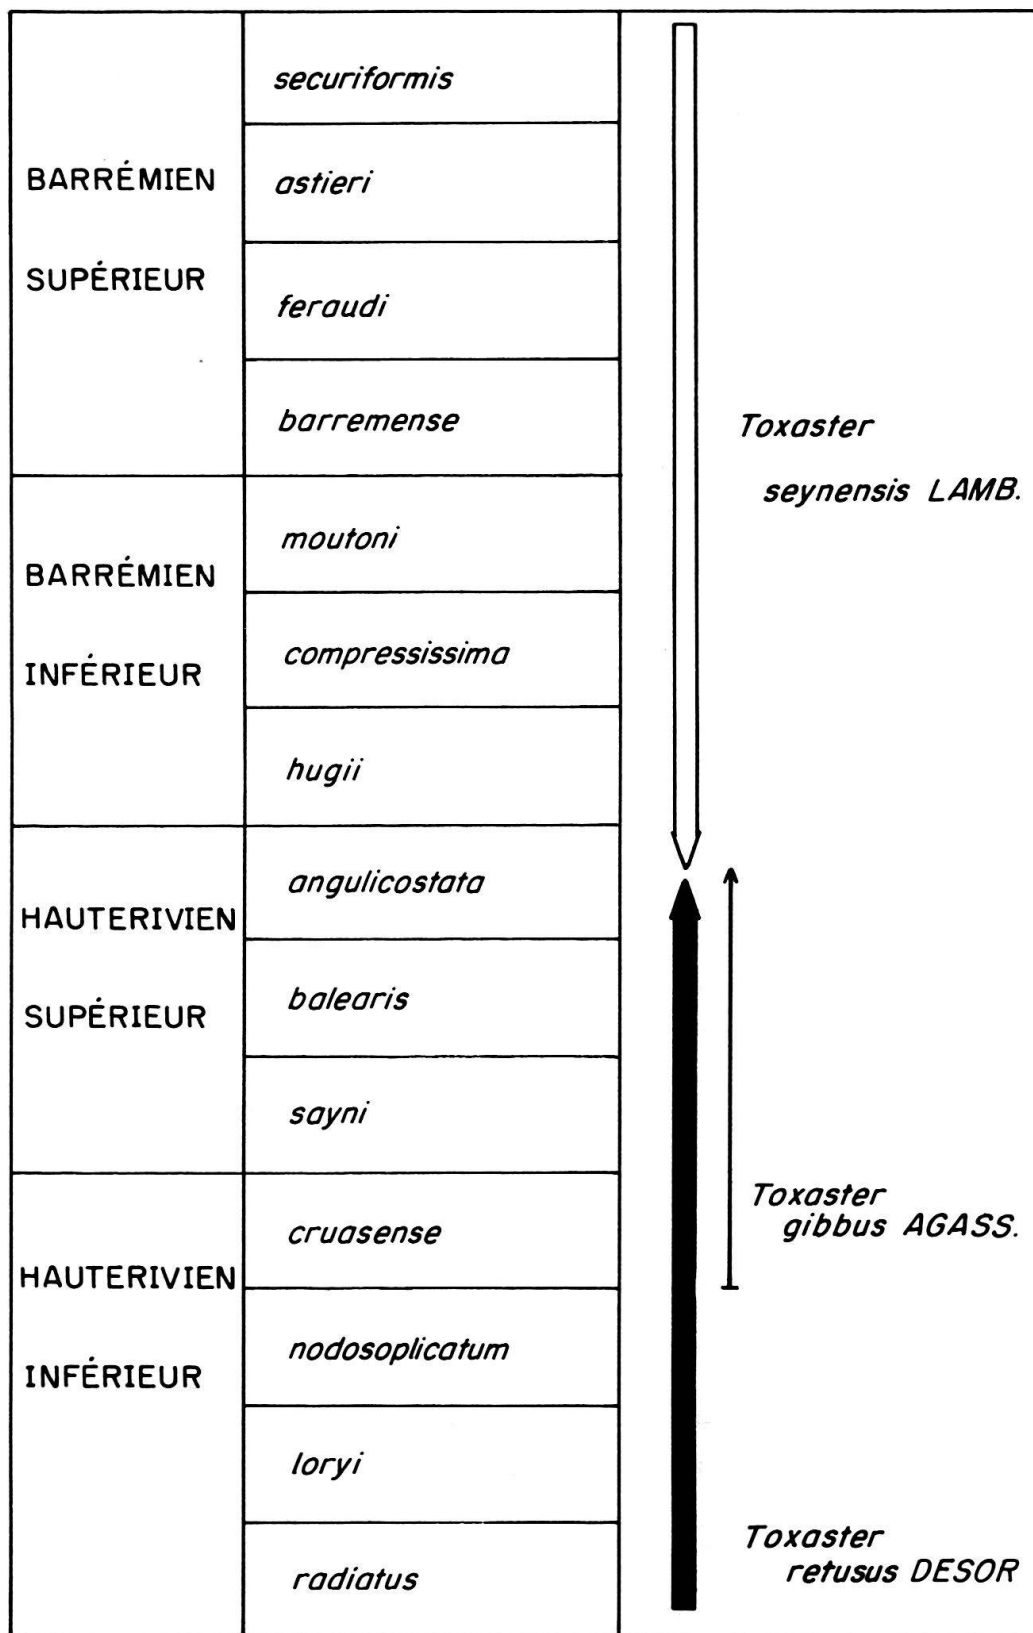 BARRÉMIEN
SUPÉRIEUR
securiformis
astieri
feraudi
barremense
BARRÉMIEN
INFÉRIEUR
moutoni
compressissima
hugii
HAUTERIVIEN
SUPÉRIEUR
angulicostata
balearis
sayni
HAUTERIVIEN
INFÉRIEUR
cruasense
nodosoplicatum
loryi
radiatus
Toxaster
seynensis LAMB.
Toxaster
gibbus AGASS.
Toxaster
retusus DESOR